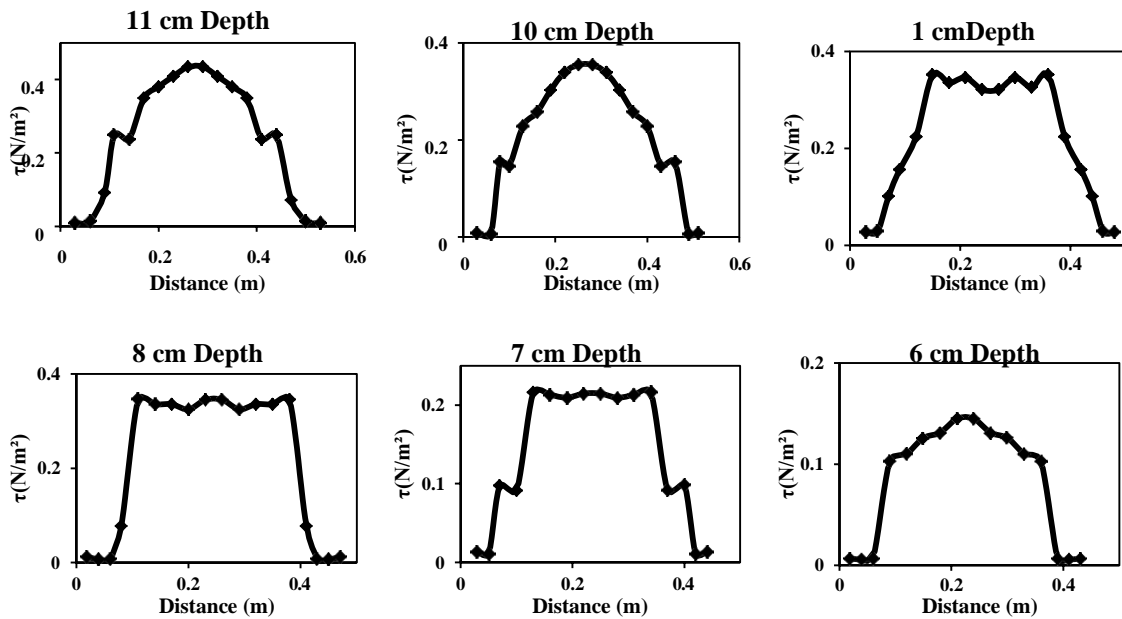 11 cm Depth
τ(N/m²)
0.4
0.2
0
0
0.2
0.4
0.6
Distance (m)
10 cm Depth
τ(N/m²)
0.4
0.2
0
0
0.2
0.4
0.6
Distance (m)
1 cmDepth
τ(N/m²)
0.4
0.2
0
0
0.2
0.4
Distance (m)
8 cm Depth
τ(N/m²)
0.4
0.2
0
0
0.2
0.4
Distance (m)
7 cm Depth
τ(N/m²)
0.2
0.1
0
0
0.2
0.4
Distance (m)
6 cm Depth
τ(N/m²)
0.2
0.1
0
0
0.2
0.4
Distance (m)